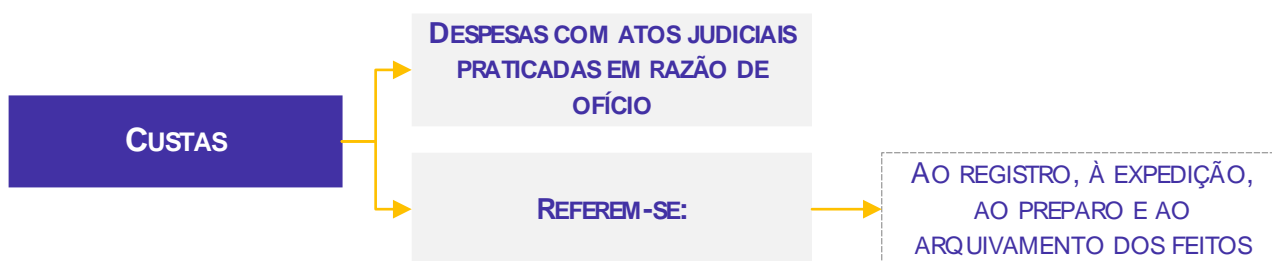 DESPESAS COM ATOS JUDICIAIS
PRATICADAS EM RAZÃO DE
OFÍCIO
CUSTAS
REFEREM-SE:
AO REGISTRO, À EXPEDIÇÃO,
AO PREPARO E AO
ARQUIVAMENTO DOS FEITOS